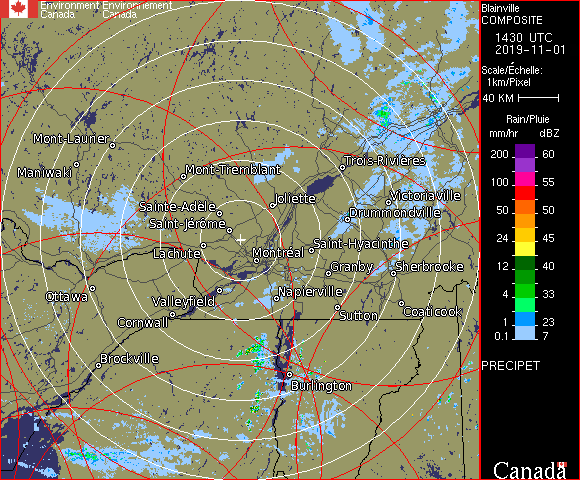 Environment Environnement
Canada Canada
Blainville
COMPOSITE
1430 UTC
2019-11-01
Scale/Échelle:
1km/Pixel
40 KM
Rain/Pluie
mm/hr dBZ
200 60
100 55
50 50
24 45
12 40
4 33
1 23
0.1 7
PRECIPET
Mont-Laurier
Maniwaki
Mont-Tremblant
Trois-Rivières
Sainte-Adele
Joliette
Victoriaville
Drummondville
Saint-Jérome
Lachute
Montréal
Saint-Hyacinthe
Granby
Sherbrooke
Ottawa
Valleyfield
Napierville
Cornwall
Sutton
Coaticook
Brockville
Burlington
Canada